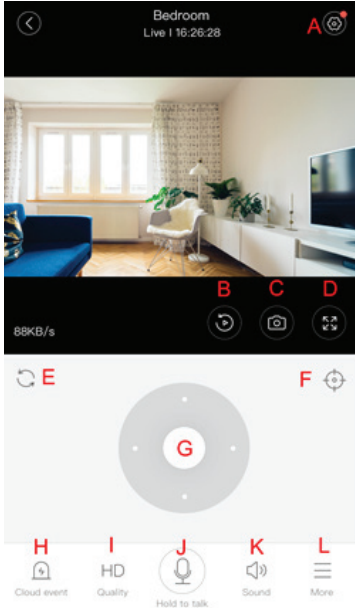 Bedroom
Live I 16:26:28
A
B C D
88KB/s
E
F
G
H I J K L
HD
Cloud event Quality Sound More
Hold to talk